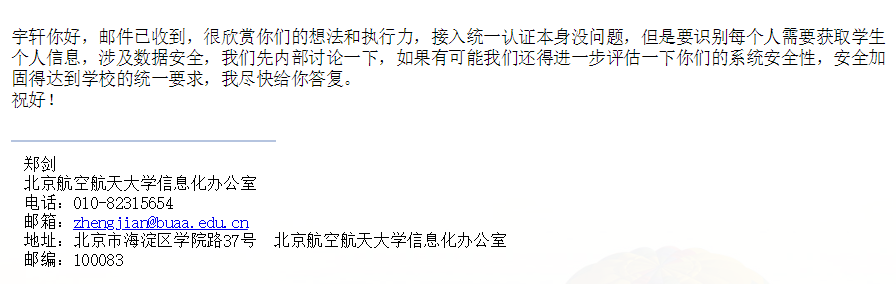 宇轩你好，邮件已收到，很欣赏你们的想法和执行力，接入统一认证本身没问题，但是要识别每个人需要获取学生
个人信息，涉及数据安全，我们先内部讨论一下，如果有可能我们还得进一步评估一下你们的系统安全性，安全加
固得达到学校的统一要求，我尽快给你答复。
祝好！
郑剑
北京航空航天大学信息化办公室
电话：010-82315654
邮箱：zhengjian@buaa.edu.cn
地址：北京市海淀区学院路37号　北京航空航天大学信息化办公室
邮编：100083